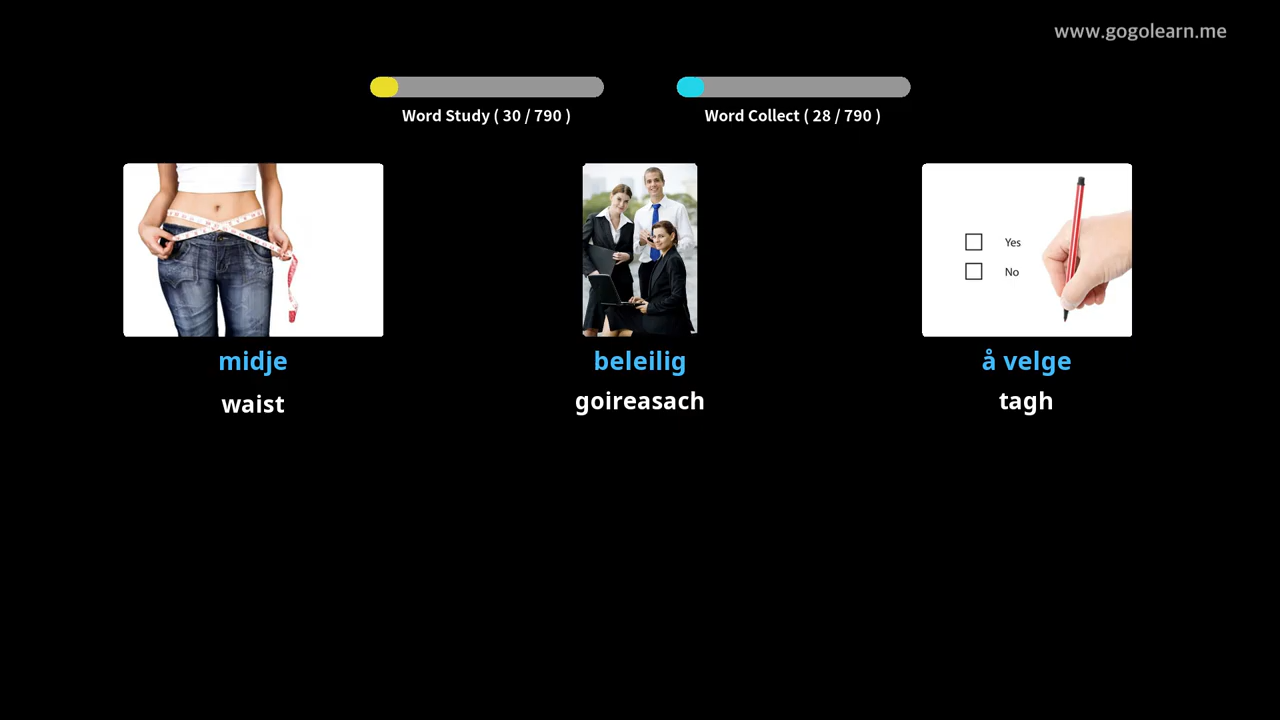 www.gogolearn.me
Word Study ( 30 / 790 )
Word Collect ( 28 / 790 )
Yes
No
midje
beleilig
å velge
waist
goireasach
tagh